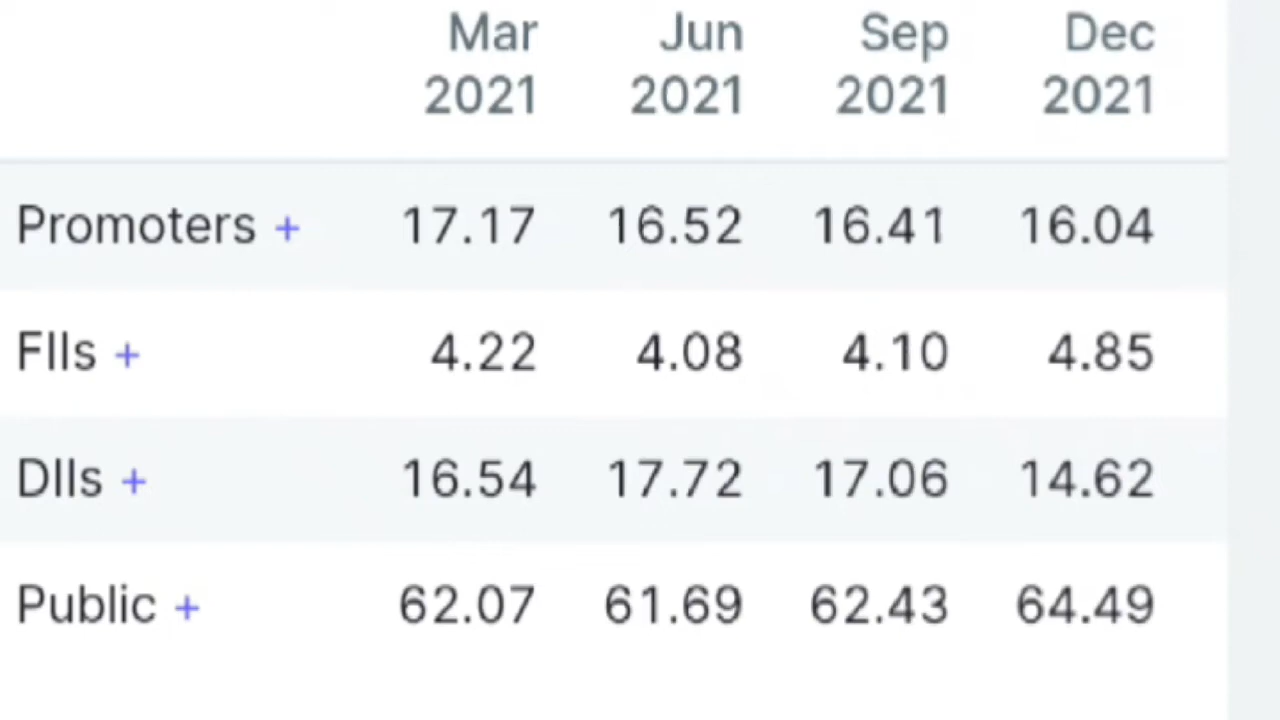 Mar Jun Sep Dec
2021 2021 2021 2021
Promoters + 17.17 16.52 16.41 16.04
FIIs + 4.22 4.08 4.10 4.85
DIIs + 16.54 17.72 17.06 14.62
Public + 62.07 61.69 62.43 64.49